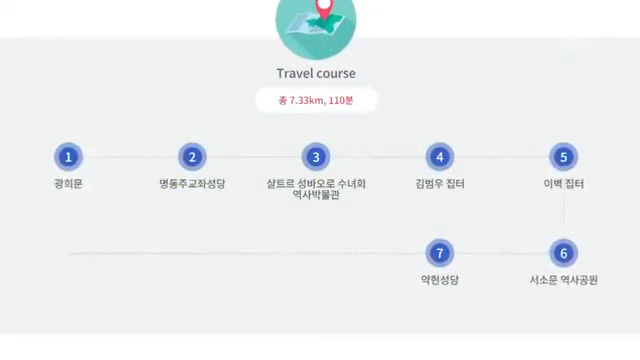 Travel course
총 7.33km, 110분
1
2
3
4
5
광희문
명동주교좌성당
샬트르 성바오로 수녀회
역사박물관
김범우 집터
이벽 집터
7
6
약현성당
서소문 역사공원